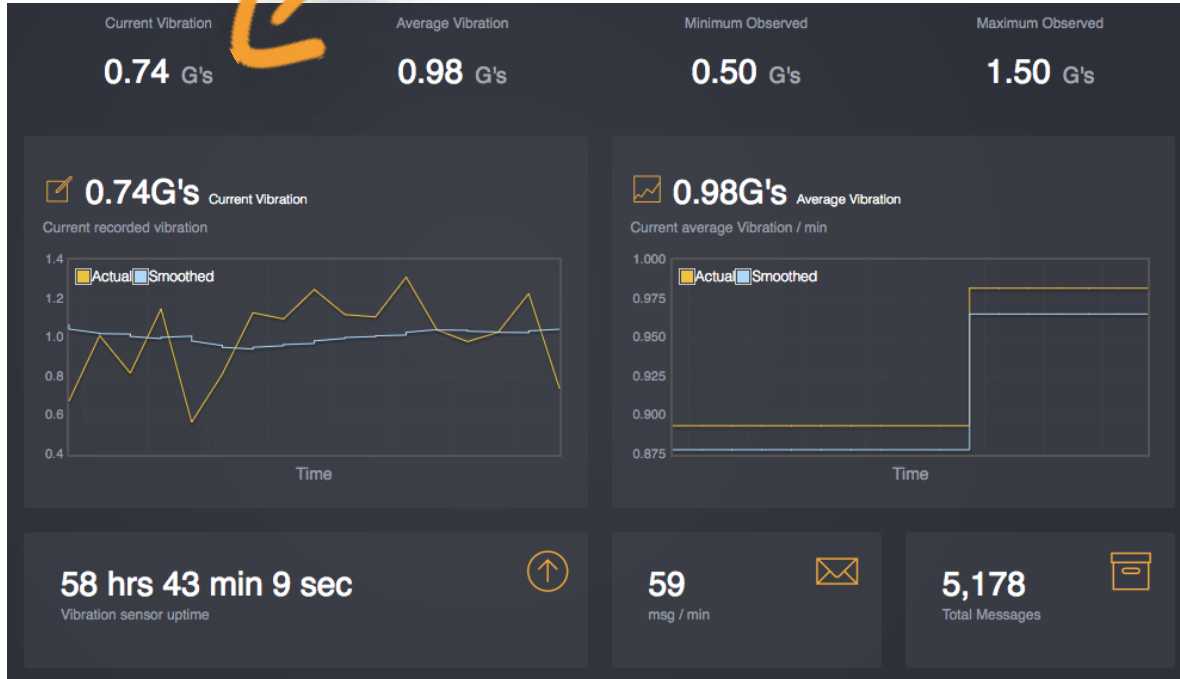 Current Vibration
Average Vibration
Minimum Observed
Maximum Observed
0.74 G's
0.98 G's
0.50 G's
1.50 G's
0.74G's Current Vibration
Current recorded vibration
1.4
1.2
1.0
0.8
0.6
0.4
Actual Smoothed
Time
0.98G's Average Vibration
Current average Vibration / min
1.000
0.975
0.950
0.925
0.900
0.875
Actual Smoothed
Time
58 hrs 43 min 9 sec
Vibration sensor uptime
59
msg / min
5,178
Total Messages